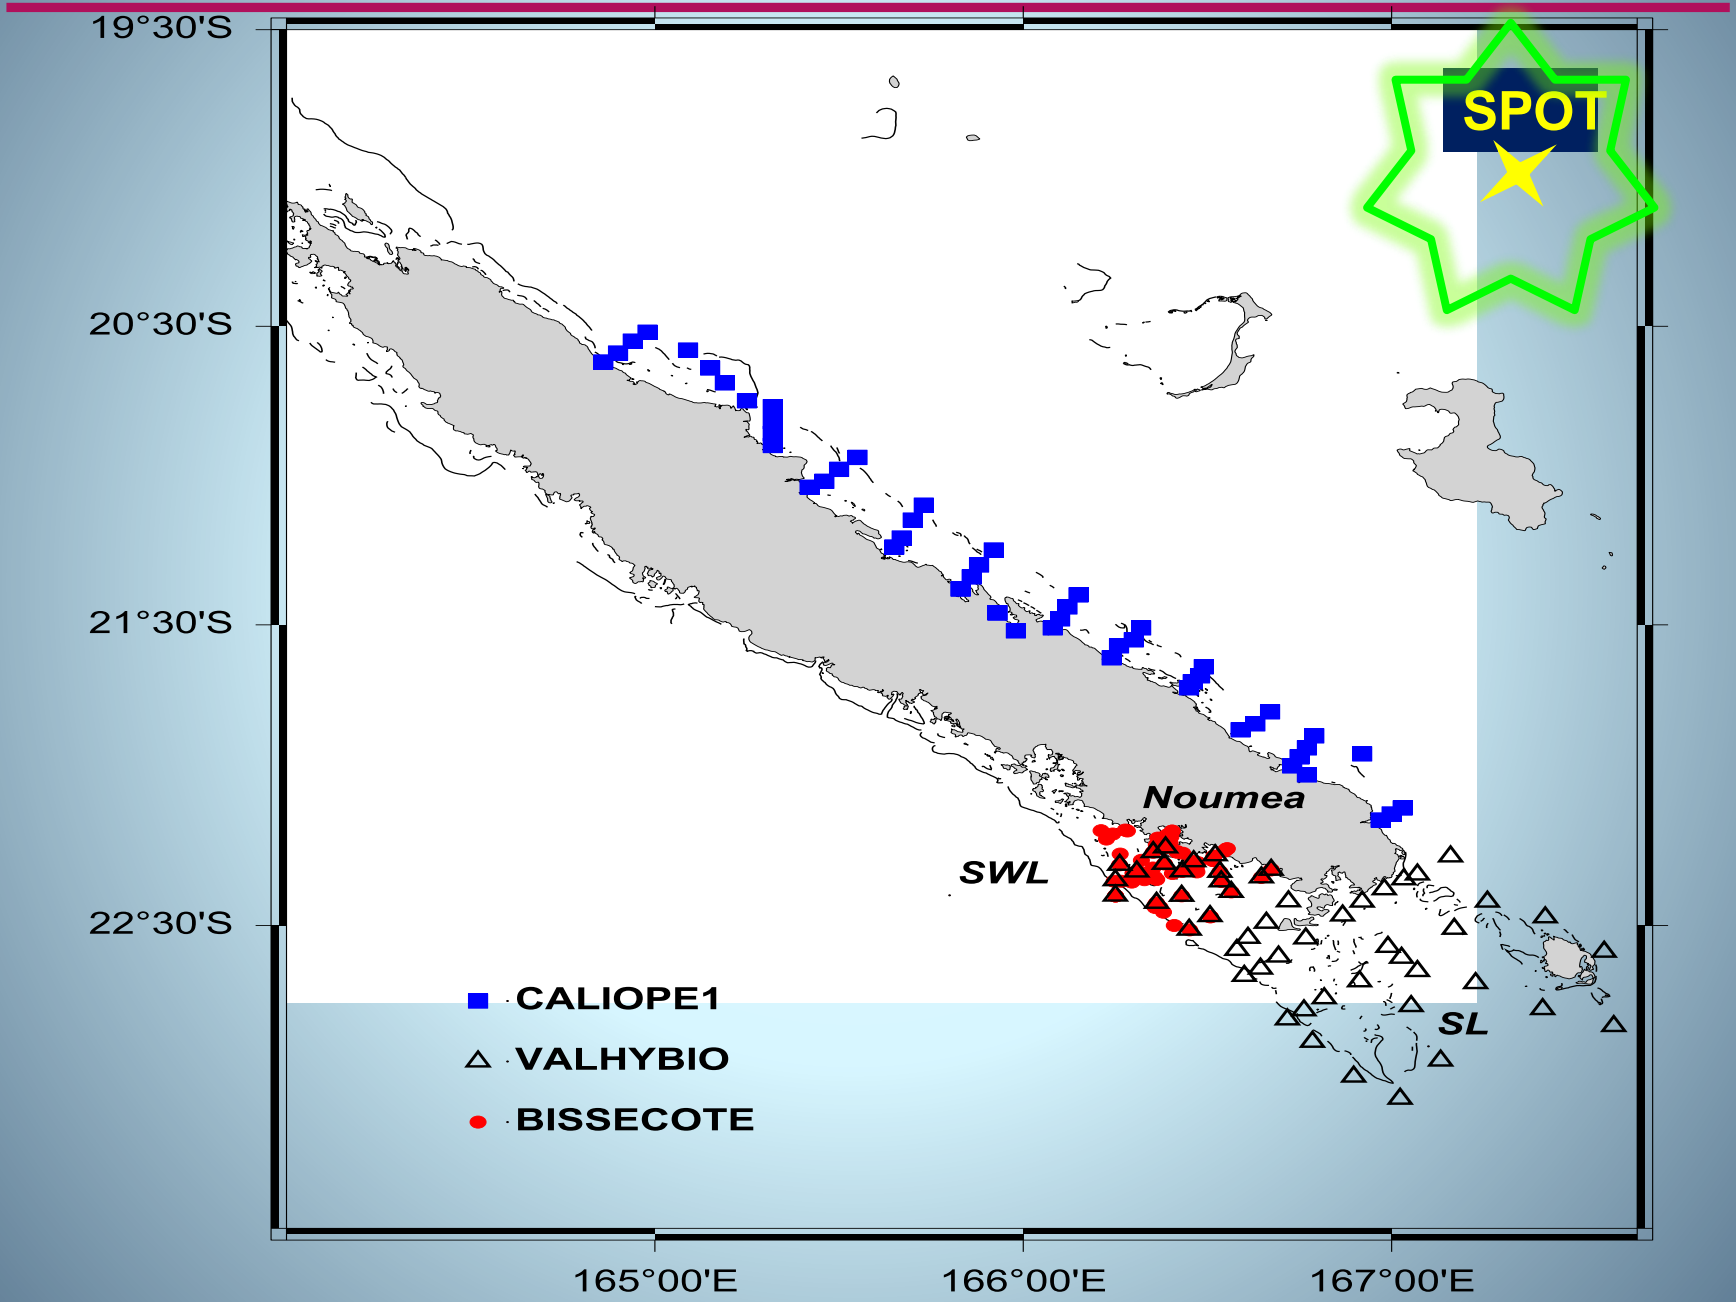 19°30'S
SPOT
20°30'S
21°30'S
Noumea
SWL
22°30'S
CALIOPE1
SL
VALHYBIO
BISSECOTE
165°00'E 166°00'E 167°00'E